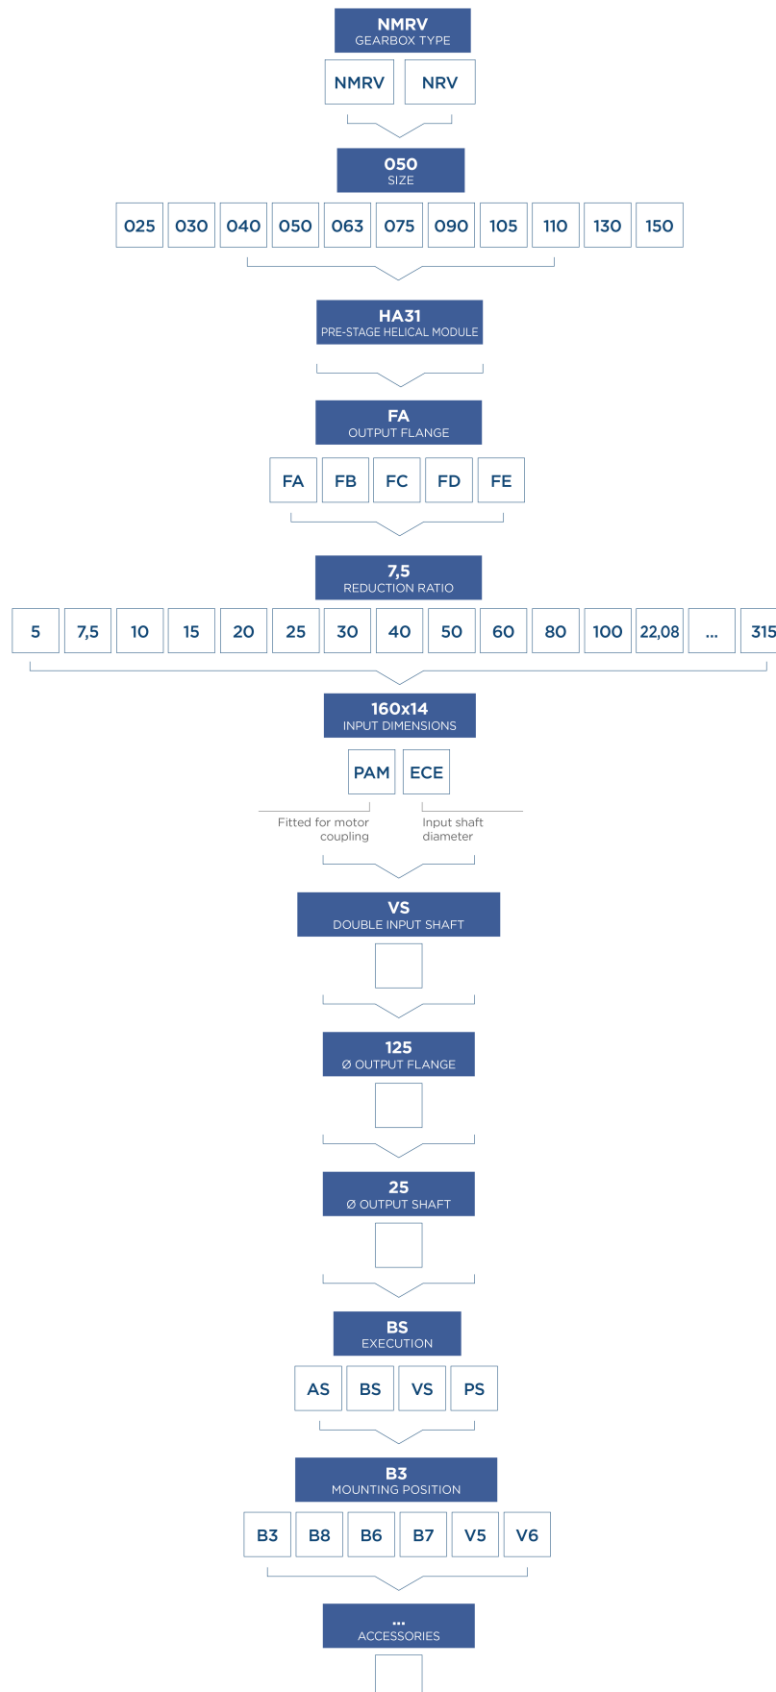 NMRV
GEARBOX TYPE
NMRV NRV
050
SIZE
025 030 040 050 063 075 090 105 110 130 150
HA31
PRE-STAGE HELICAL MODULE
FA
OUTPUT FLANGE
FA FB FC FD FE
7,5
REDUCTION RATIO
5 7,5 10 15 20 25 30 40 50 60 80 100 22,08 ... 315
160x14
INPUT DIMENSIONS
PAM ECE
Fitted for motor coupling
Input shaft diameter
VS
DOUBLE INPUT SHAFT
125
Ø OUTPUT FLANGE
25
Ø OUTPUT SHAFT
BS
EXECUTION
AS BS VS PS
B3
MOUNTING POSITION
B3 B8 B6 B7 V5 V6
...
ACCESSORIES